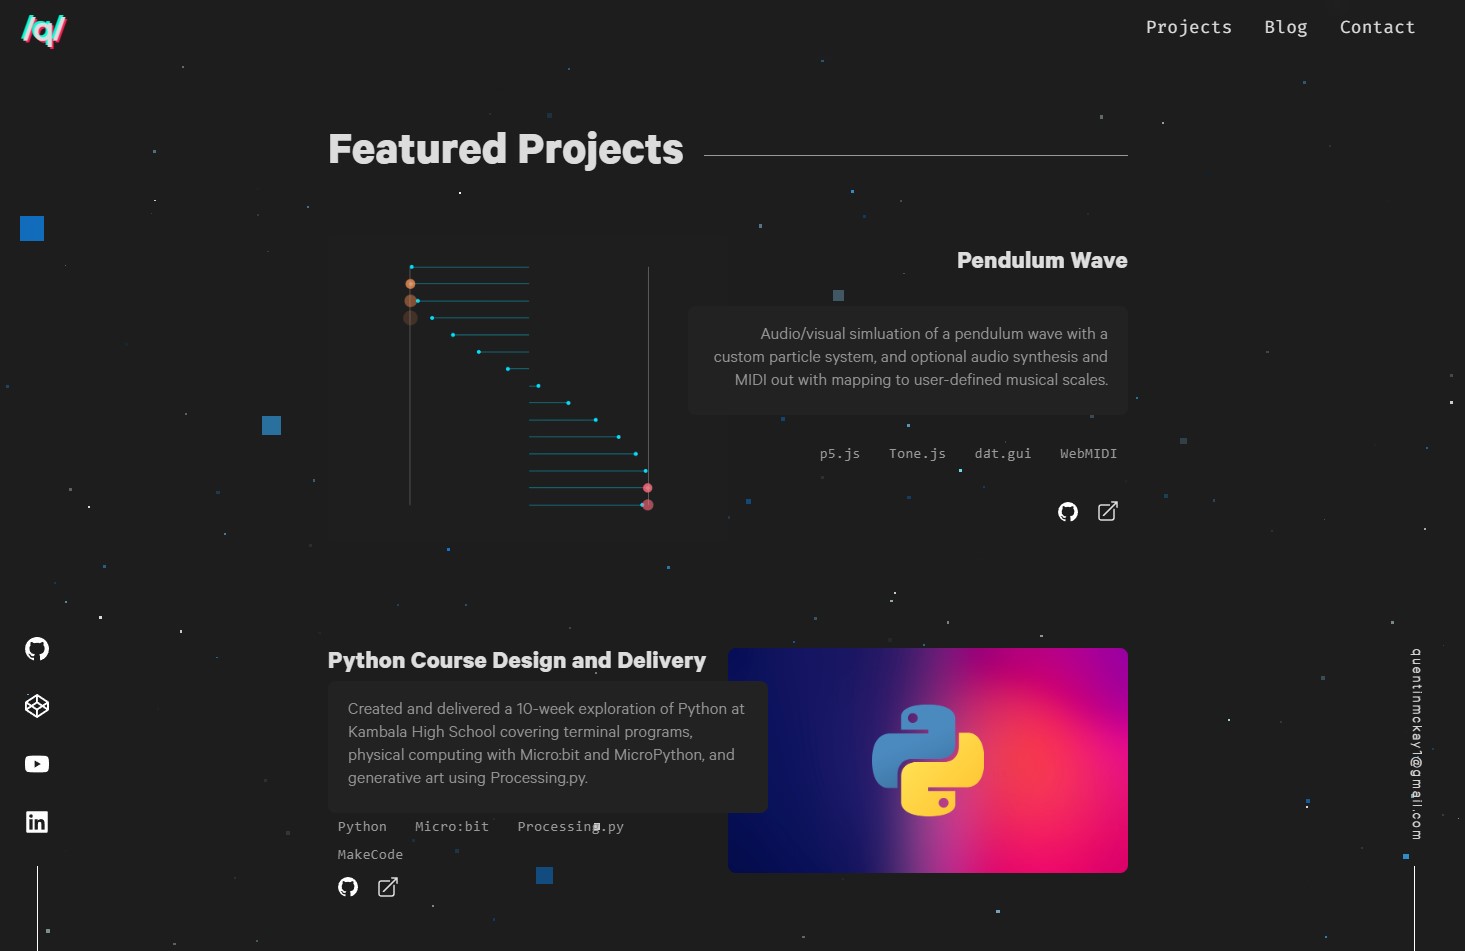 /q/
Projects Blog Contact
Featured Projects
Pendulum Wave
Audio/visual simluation of a pendulum wave with a
custom particle system, and optional audio synthesis and
MIDI out with mapping to user-defined musical scales.
p5.js Tone.js dat.gui WebMIDI
Python Course Design and Delivery
Created and delivered a 10-week exploration of Python at
Kambala High School covering terminal programs,
physical computing with Micro:bit and MicroPython, and
generative art using Processing.py.
Python Micro:bit Processing.py
MakeCode
in
quentinmckay1@gmail.com